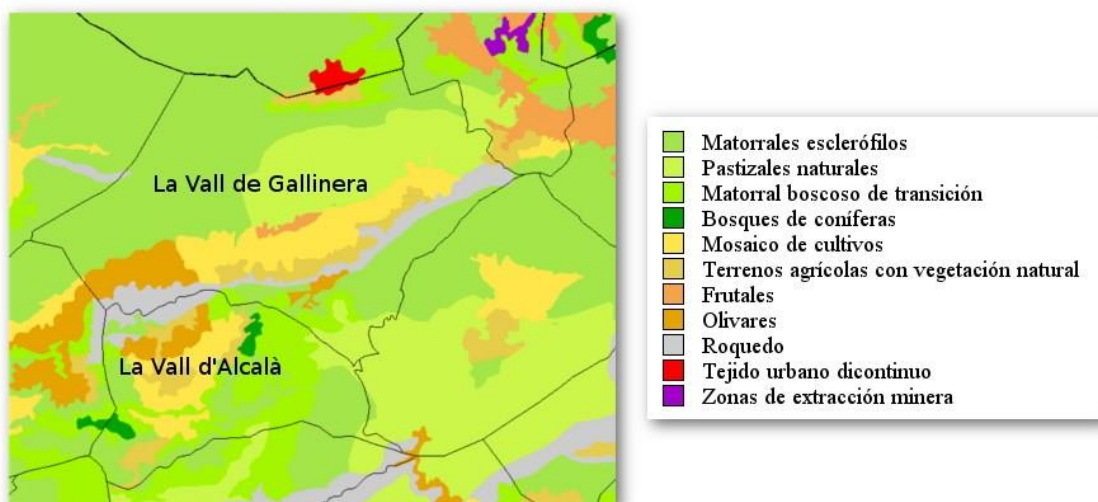 La Vall de Gallinera
La Vall d'Alcalà
Matorrales esclerófilos
Pastizales naturales
Matorral boscoso de transición
Bosques de coníferas
Mosaico de cultivos
Terrenos agrícolas con vegetación natural
Frutales
Olivares
Roquedo
Tejido urbano dicontinuo
Zonas de extracción minera